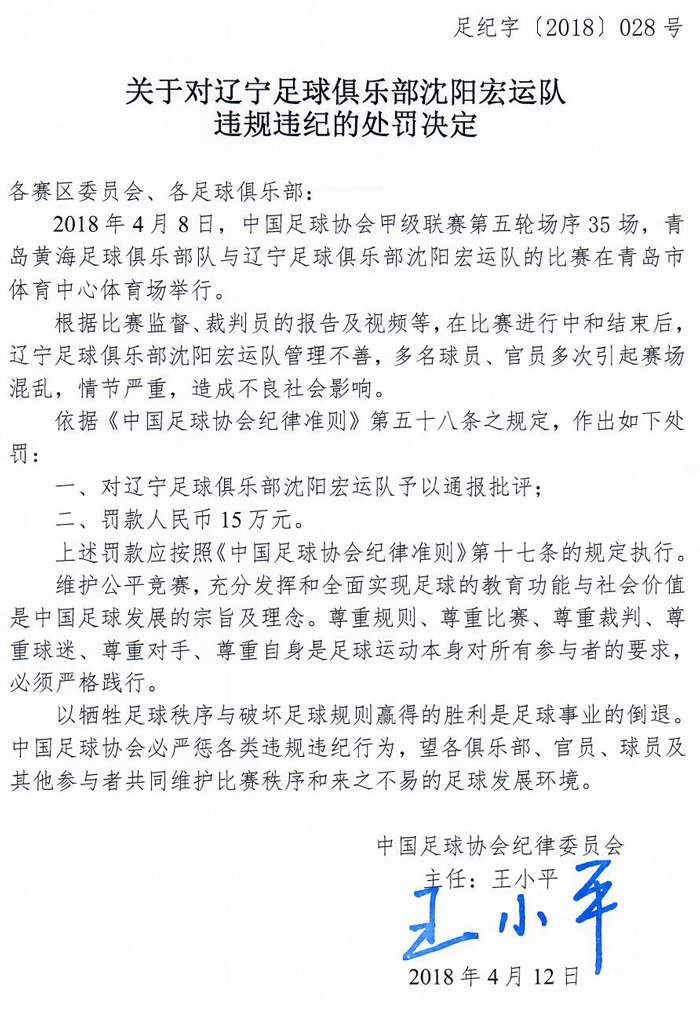 足纪字〔2018〕028 号
关于对辽宁足球俱乐部沈阳宏运队
违规违纪的处罚决定
各赛区委员会、各足球俱乐部：
2018 年 4 月 8 日，中国足球协会甲级联赛第五轮场序 35 场，青
岛黄海足球俱乐部队与辽宁足球俱乐部沈阳宏运队的比赛在青岛市
体育中心体育场举行。
根据比赛监督、裁判员的报告及视频等，在比赛进行中和结束后，
辽宁足球俱乐部沈阳宏运队管理不善，多名球员、官员多次引起赛场
混乱，情节严重，造成不良社会影响。
依据《中国足球协会纪律准则》第五十八条之规定，作出如下处
罚：
一、对辽宁足球俱乐部沈阳宏运队予以通报批评；
二、罚款人民币 15 万元。
上述罚款应按照《中国足球协会纪律准则》第十七条的规定执行。
维护公平竞赛，充分发挥和全面实现足球的教育功能与社会价值
是中国足球发展的宗旨及理念。尊重规则、尊重比赛、尊重裁判、尊
重球迷、尊重对手、尊重自身是足球运动本身对所有参与者的要求，
必须严格践行。
以牺牲足球秩序与破坏足球规则赢得的胜利是足球事业的倒退。
中国足球协会必严惩各类违规违纪行为，望各俱乐部、官员、球员及
其他参与者共同维护比赛秩序和来之不易的足球发展环境。
中国足球协会纪律委员会
主任：王小平
王小平
2018 年 4 月 12 日